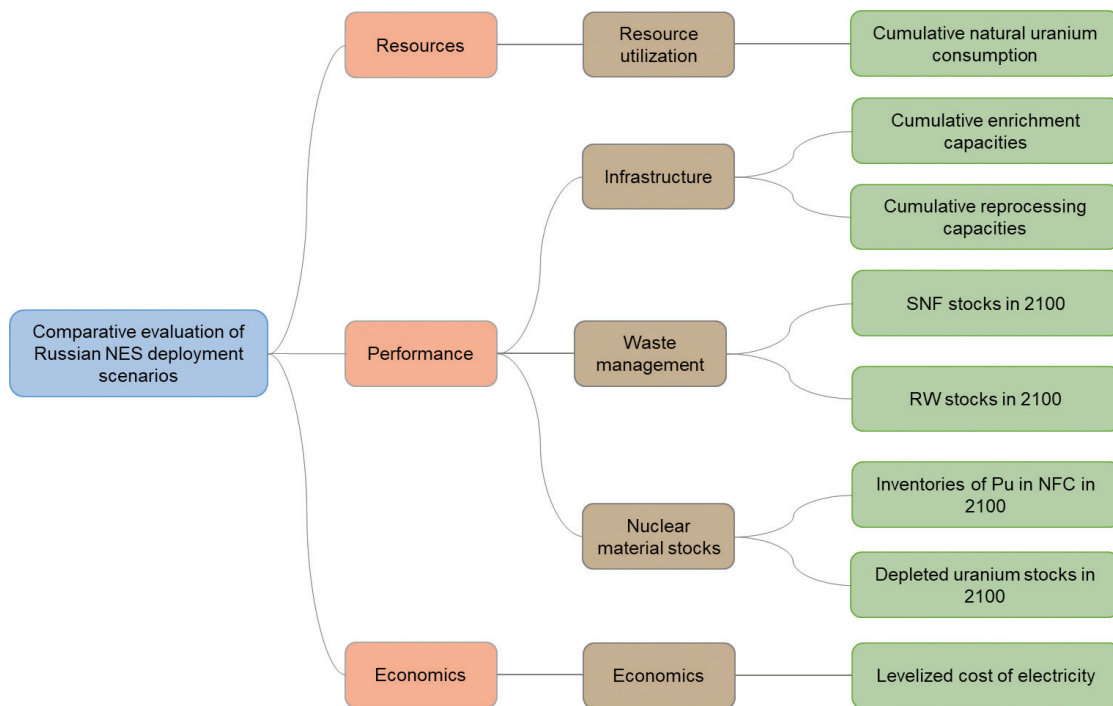 Resources
Resource
utilization
Cumulative natural uranium
consumption
Cumulative enrichment
capacities
Infrastructure
Cumulative reprocessing
capacities
SNF stocks in 2100
Comparative evaluation of
Russian NES deployment
scenarios
Performance
Waste
management
RW stocks in 2100
Inventories of Pu in NFC in
2100
Nuclear
material stocks
Depleted uranium stocks in
2100
Economics
Economics
Levelized cost of electricity